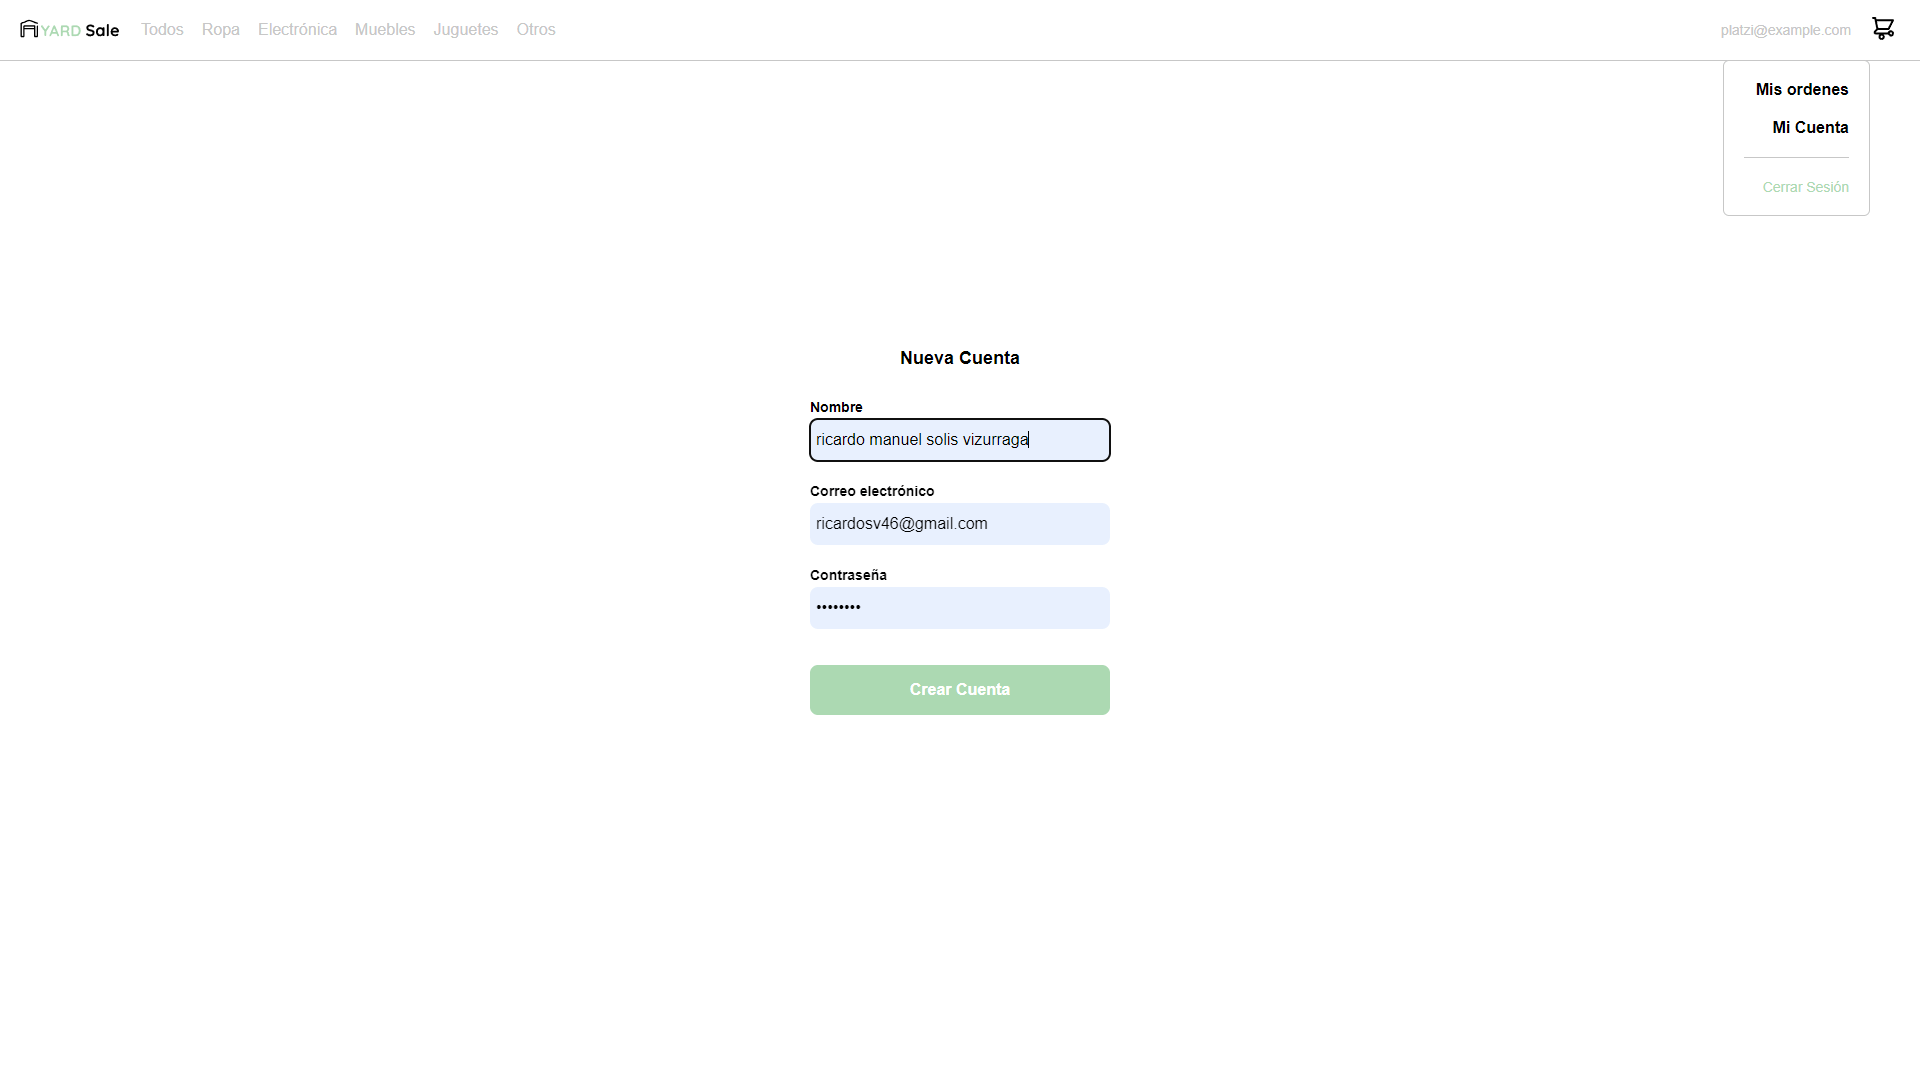 YARD Sale Todos Ropa Electrónica Muebles Juguetes Otros platzi@example.com
Mis ordenes
Mi Cuenta
Cerrar Sesión
Nueva Cuenta
Nombre
ricardo manuel solis vizurraga
Correo electrónico
ricardosv46@gmail.com
Contraseña
••••••••
Crear Cuenta